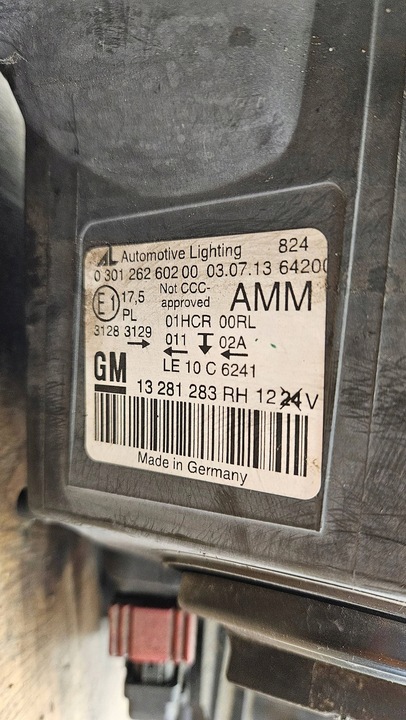 AL Automotive Lighting 824
0 301 262 602 00 03.07.13 64200
E1 17,5 Not CCC-approved AMM
PL 01HCR 00RL
3128 3129 011 02A
LE 10 C 6241
GM 13 281 283 RH 12 24 V
Made in Germany